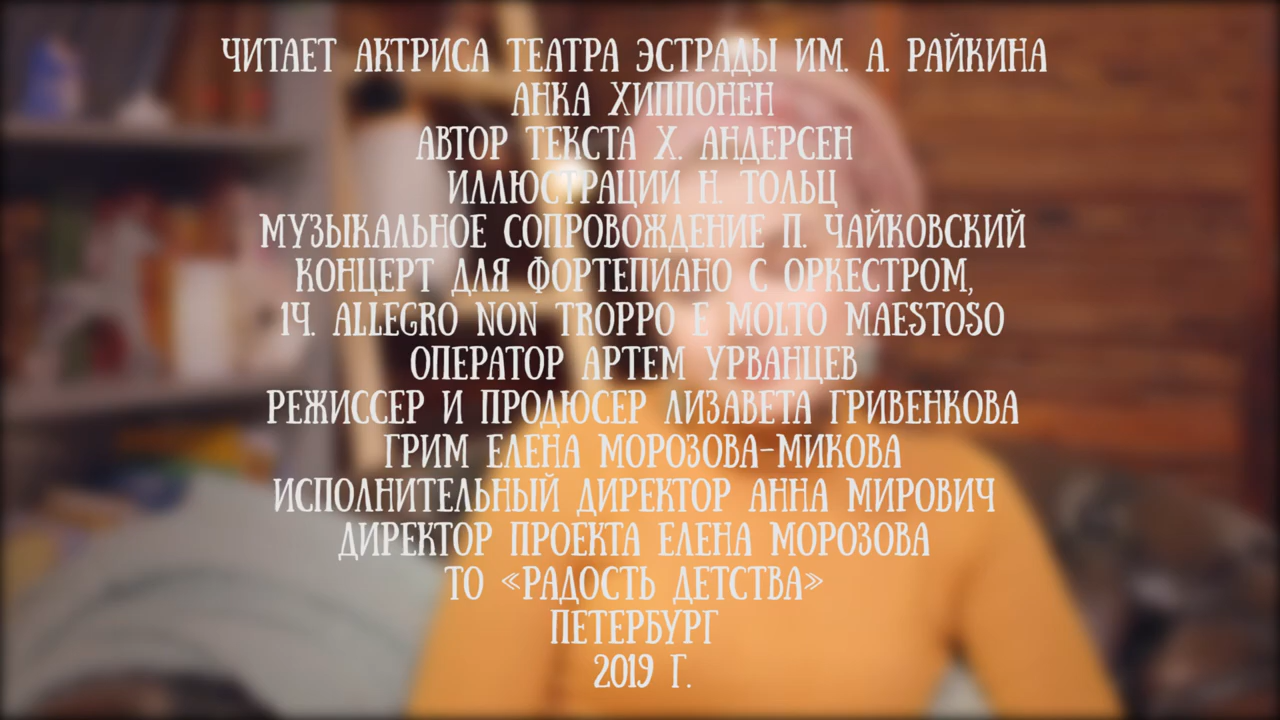 ЧИТАЕТ АКТРИСА ТЕАТРА ЭСТРАДЫ ИМ. А. РАЙКИНА
АНКА ХИППОНЕН
АВТОР ТЕКСТА Х. АНДЕРСЕН
ИЛЛЮСТРАЦИИ Н. ТОЛЬЦ
МУЗЫКАЛЬНОЕ СОПРОВОЖДЕНИЕ П. ЧАЙКОВСКИЙ
КОНЦЕРТ ДЛЯ ФОРТЕПИАНО С ОРКЕСТРОМ,
1Ч. ALLEGRO NON TROPPO E MOLTO MAESTOSO
ОПЕРАТОР АРТЕМ УРВАНЦЕВ
РЕЖИССЕР И ПРОДЮСЕР ЛИЗАВЕТА ГРИВЕНКОВА
ГРИМ ЕЛЕНА МОРОЗОВА-МИКОВА
ИСПОЛНИТЕЛЬНЫЙ ДИРЕКТОР АННА МИРОВИЧ
ДИРЕКТОР ПРОЕКТА ЕЛЕНА МОРОЗОВА
ТО «РАДОСТЬ ДЕТСТВА»
ПЕТЕРБУРГ
2019 Г.